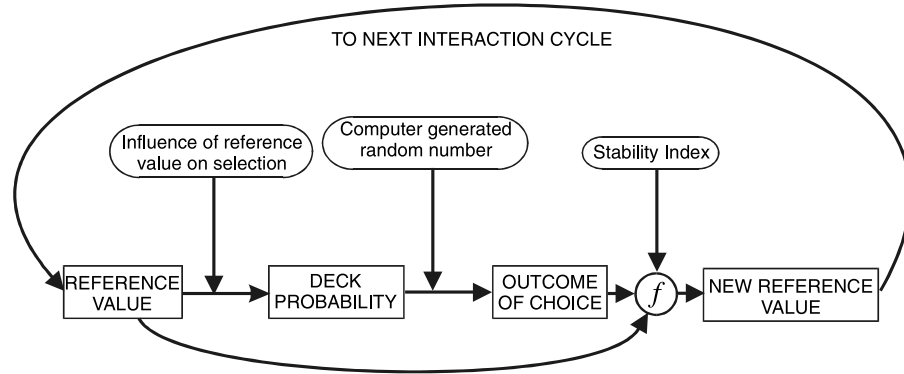 TO NEXT INTERACTION CYCLE
Influence of reference
value on selection
Computer generated
random number
Stability Index
REFERENCE
VALUE
DECK
PROBABILITY
OUTCOME
OF CHOICE
f
NEW REFERENCE
VALUE